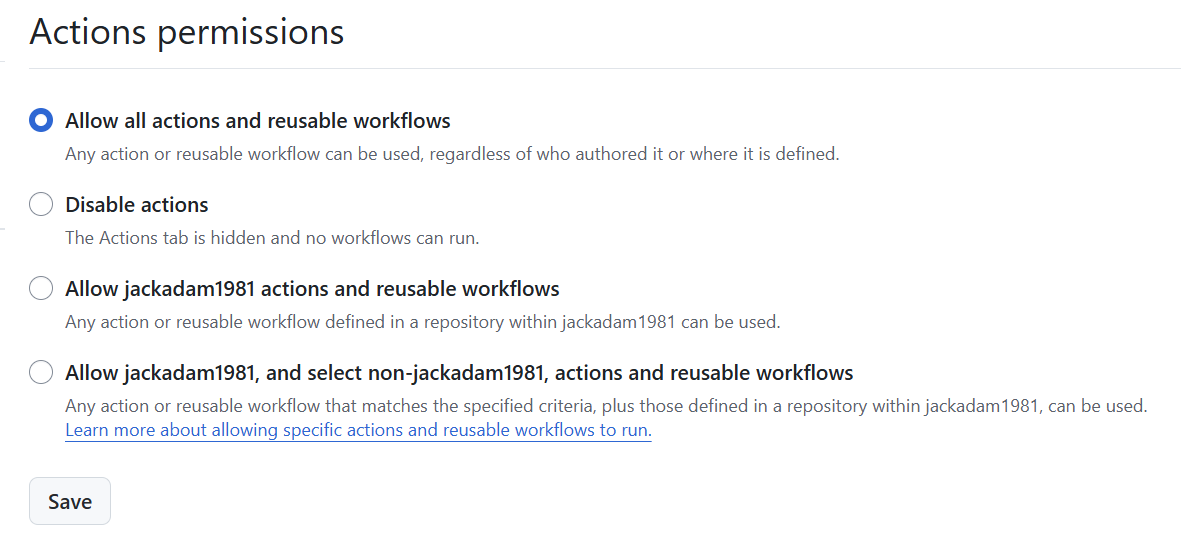 Actions permissions
Allow all actions and reusable workflows
Any action or reusable workflow can be used, regardless of who authored it or where it is defined.
Disable actions
The Actions tab is hidden and no workflows can run.
Allow jackadam1981 actions and reusable workflows
Any action or reusable workflow defined in a repository within jackadam1981 can be used.
Allow jackadam1981, and select non-jackadam1981, actions and reusable workflows
Any action or reusable workflow that matches the specified criteria, plus those defined in a repository within jackadam1981, can be used.
Learn more about allowing specific actions and reusable workflows to run.
Save